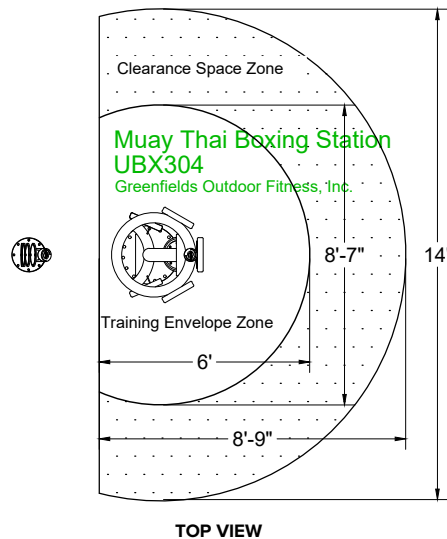 Clearance Space Zone
Muay Thai Boxing Station
UBX304
Greenfields Outdoor Fitness, Inc.
8'-7"
14'
Training Envelope Zone
6'
8'-9"
TOP VIEW